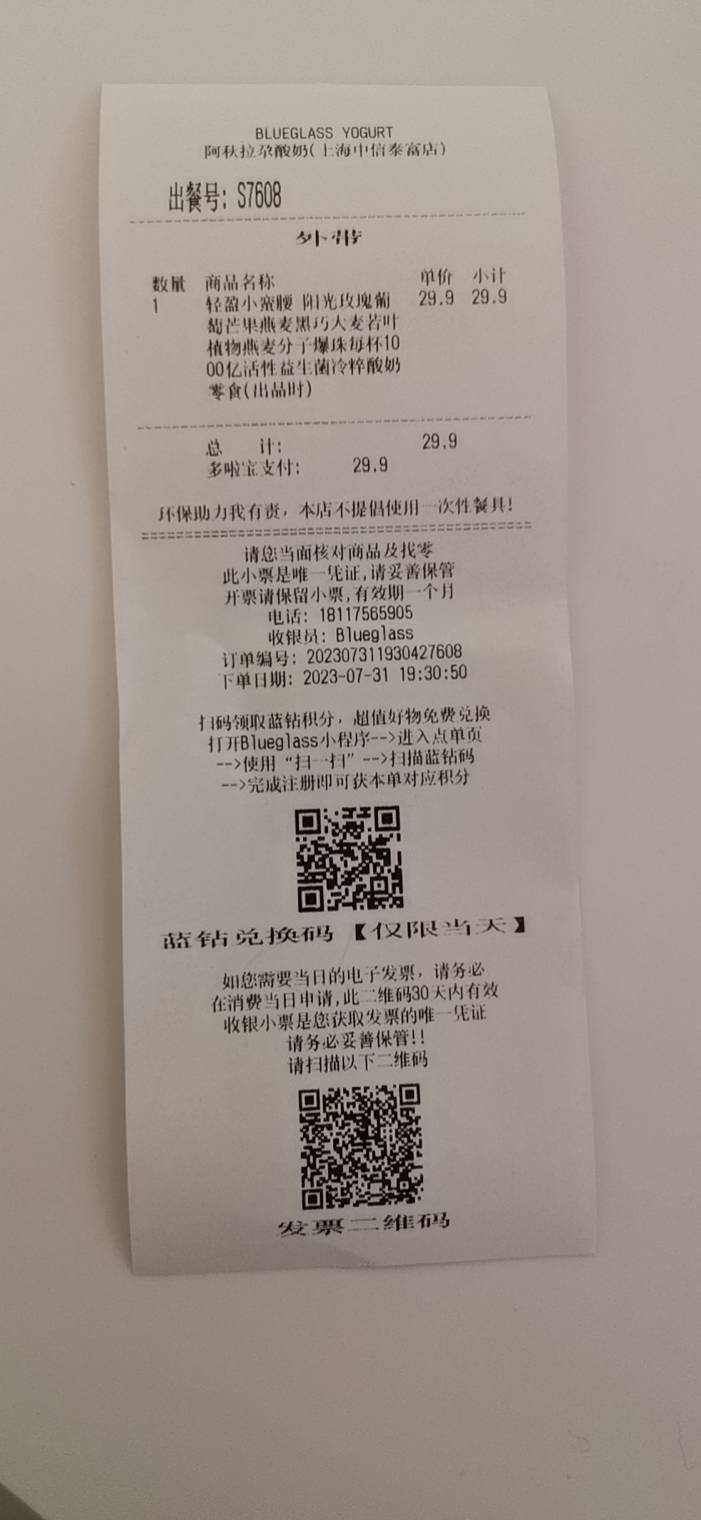 BLUEGLASS YOGURT
阿秋拉尕酸奶(上海中信泰富店)
出餐号: S7608
外带
数量 商品名称 单价 小计
1 轻盈小蛮腰 阳光玫瑰葡 29.9 29.9
萄芒果燕麦黑巧大麦若叶
植物燕麦分子爆珠每杯10
00亿活性益生菌冷粹酸奶
零食(出品时)
总 计: 29.9
多啦宝支付: 29.9
环保助力我有责，本店不提倡使用一次性餐具!
请您当面核对商品及找零
此小票是唯一凭证,请妥善保管
开票请保留小票,有效期一个月
电话: 18117565905
收银员: Blueglass
订单编号: 202307311930427608
下单日期: 2023-07-31 19:30:50
扫码领取蓝钻积分，超值好物免费兑换
打开Blueglass小程序-->进入点单页
-->使用“扫一扫”-->扫描蓝钻码
-->完成注册即可获本单对应积分
蓝钻兑换码【仅限当天】
如您需要当日的电子发票，请务必
在消费当日申请,此二维码30天内有效
收银小票是您获取发票的唯一凭证
请务必妥善保管!!
请扫描以下二维码
发票二维码